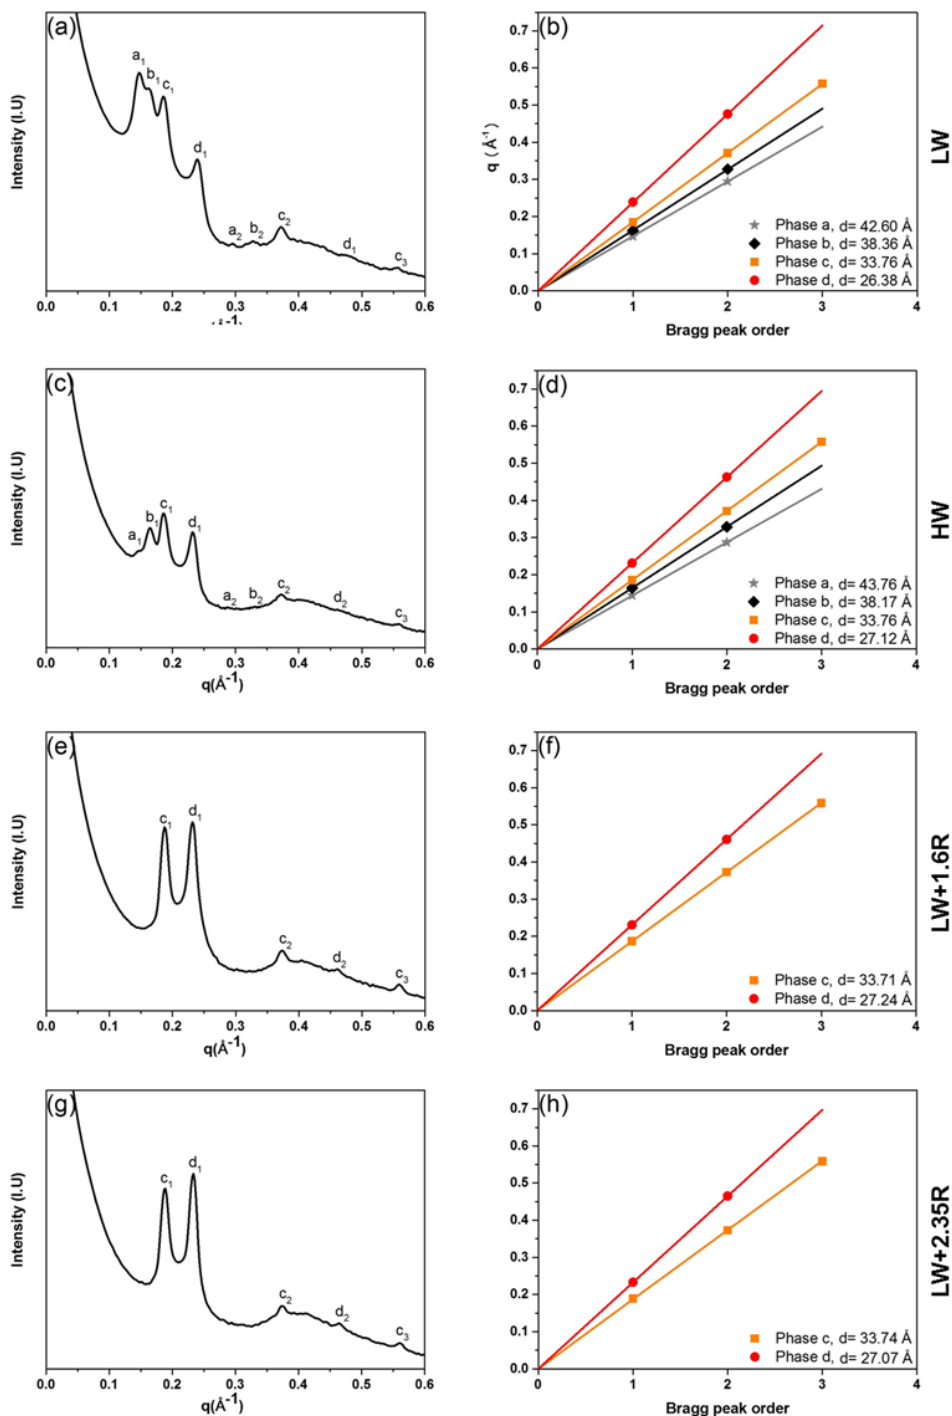 (a)
Intensity (I.U)
a1
b1
c1
d1
a2
b2
c2
d1
c3
0.0 0.1 0.2 0.3 0.4 0.5 0.6
(b)
q (Å-1)
0.7
0.6
0.5
0.4
0.3
0.2
0.1
0.0
0 1 2 3 4
Phase a, d= 42.60 Å
Phase b, d= 38.36 Å
Phase c, d= 33.76 Å
Phase d, d= 26.38 Å
Bragg peak order
LW
(c)
Intensity (I.U)
a1
b1
c1
d1
a2
b2
c2
d2
c3
0.0 0.1 0.2 0.3 0.4 0.5 0.6
q(Å-1)
(d)
0.7
0.6
0.5
0.4
0.3
0.2
0.1
0.0
0 1 2 3 4
Phase a, d= 43.76 Å
Phase b, d= 38.17 Å
Phase c, d= 33.76 Å
Phase d, d= 27.12 Å
Bragg peak order
HW
(e)
Intensity (I.U)
c1
d1
c2
d2
c3
0.0 0.1 0.2 0.3 0.4 0.5 0.6
q(Å-1)
(f)
0.7
0.6
0.5
0.4
0.3
0.2
0.1
0.0
0 1 2 3 4
Phase c, d= 33.71 Å
Phase d, d= 27.24 Å
Bragg peak order
LW+1.6R
(g)
Intensity (I.U)
c1
d1
c2
d2
c3
0.0 0.1 0.2 0.3 0.4 0.5 0.6
q(Å-1)
(h)
0.7
0.6
0.5
0.4
0.3
0.2
0.1
0.0
0 1 2 3 4
Phase c, d= 33.74 Å
Phase d, d= 27.07 Å
Bragg peak order
LW+2.35R